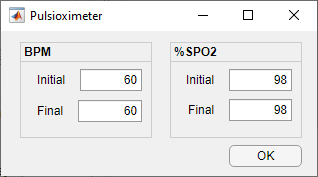 Pulsioximeter
BPM
Initial 60
Final 60
%SPO2
Initial 98
Final 98
OK